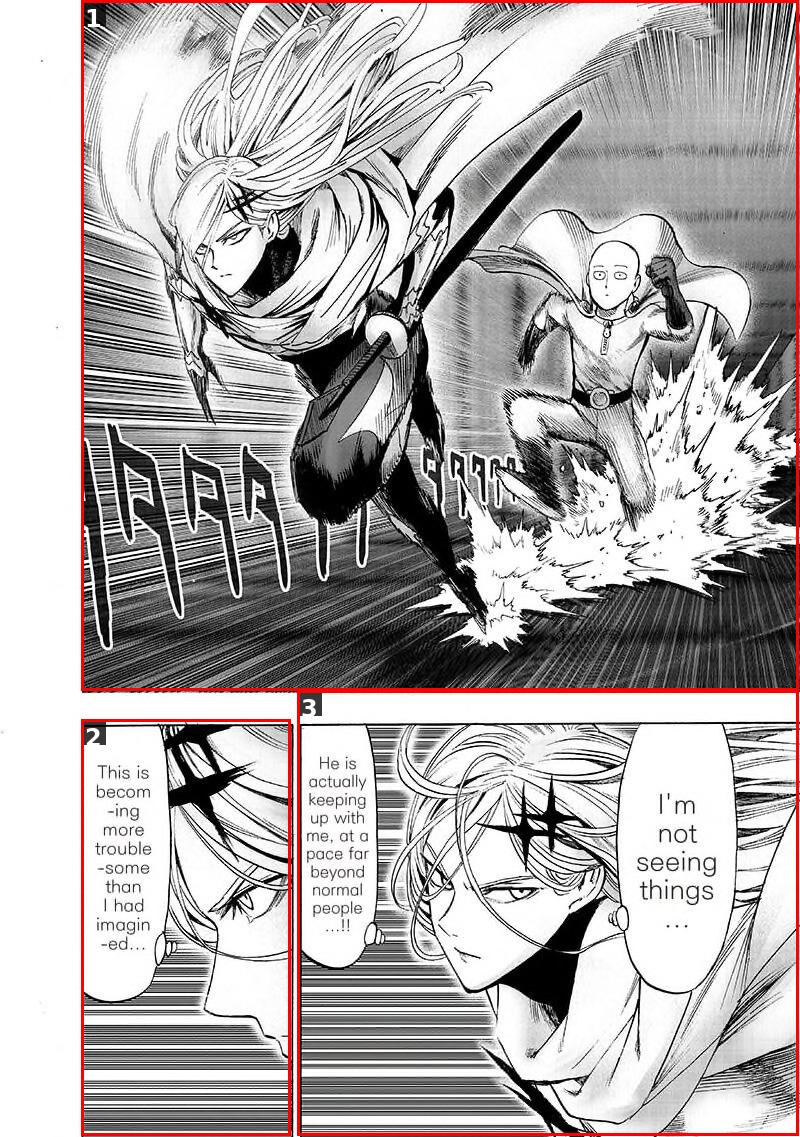 1
3
I'm
not
seeing
things
...
He is
actually
keeping
up with
me, at a
pace far
beyond
normal
people
...!!
2
This is
becom
-ing
more
trouble
-some
than
I had
imagin
-ed...